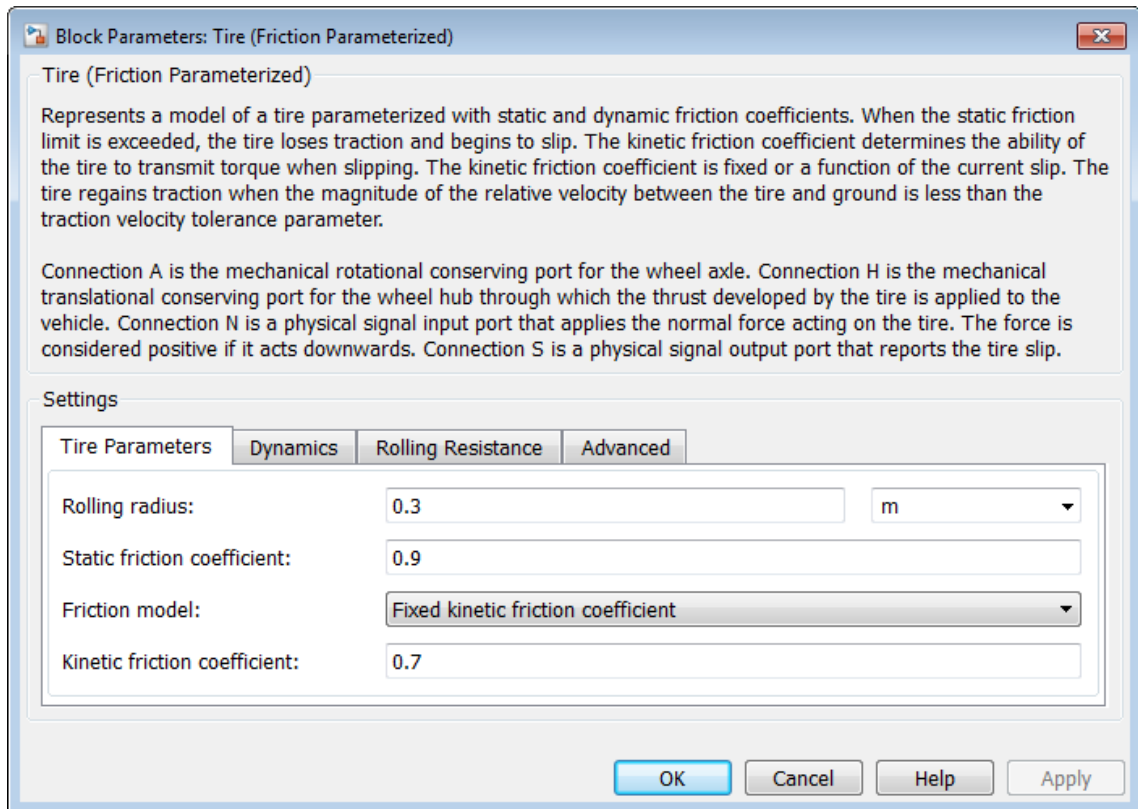 Block Parameters: Tire (Friction Parameterized)
Tire (Friction Parameterized)
Represents a model of a tire parameterized with static and dynamic friction coefficients. When the static friction
limit is exceeded, the tire loses traction and begins to slip. The kinetic friction coefficient determines the ability of
the tire to transmit torque when slipping. The kinetic friction coefficient is fixed or a function of the current slip. The
tire regains traction when the magnitude of the relative velocity between the tire and ground is less than the
traction velocity tolerance parameter.
Connection A is the mechanical rotational conserving port for the wheel axle. Connection H is the mechanical
translational conserving port for the wheel hub through which the thrust developed by the tire is applied to the
vehicle. Connection N is a physical signal input port that applies the normal force acting on the tire. The force is
considered positive if it acts downwards. Connection S is a physical signal output port that reports the tire slip.
Settings
Tire Parameters Dynamics Rolling Resistance Advanced
Rolling radius: 0.3 m
Static friction coefficient: 0.9
Friction model: Fixed kinetic friction coefficient
Kinetic friction coefficient: 0.7
OK Cancel Help Apply